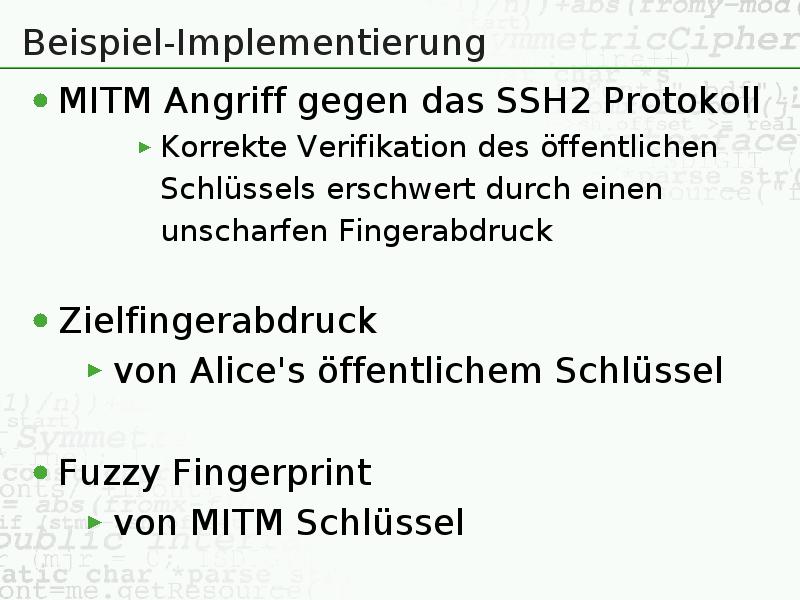 Beispiel-Implementierung
MITM Angriff gegen das SSH2 Protokoll
Korrekte Verifikation des öffentlichen
Schlüssels erschwert durch einen
unscharfen Fingerabdruck
Zielfingerabdruck
von Alice's öffentlichem Schlüssel
Fuzzy Fingerprint
von MITM Schlüssel